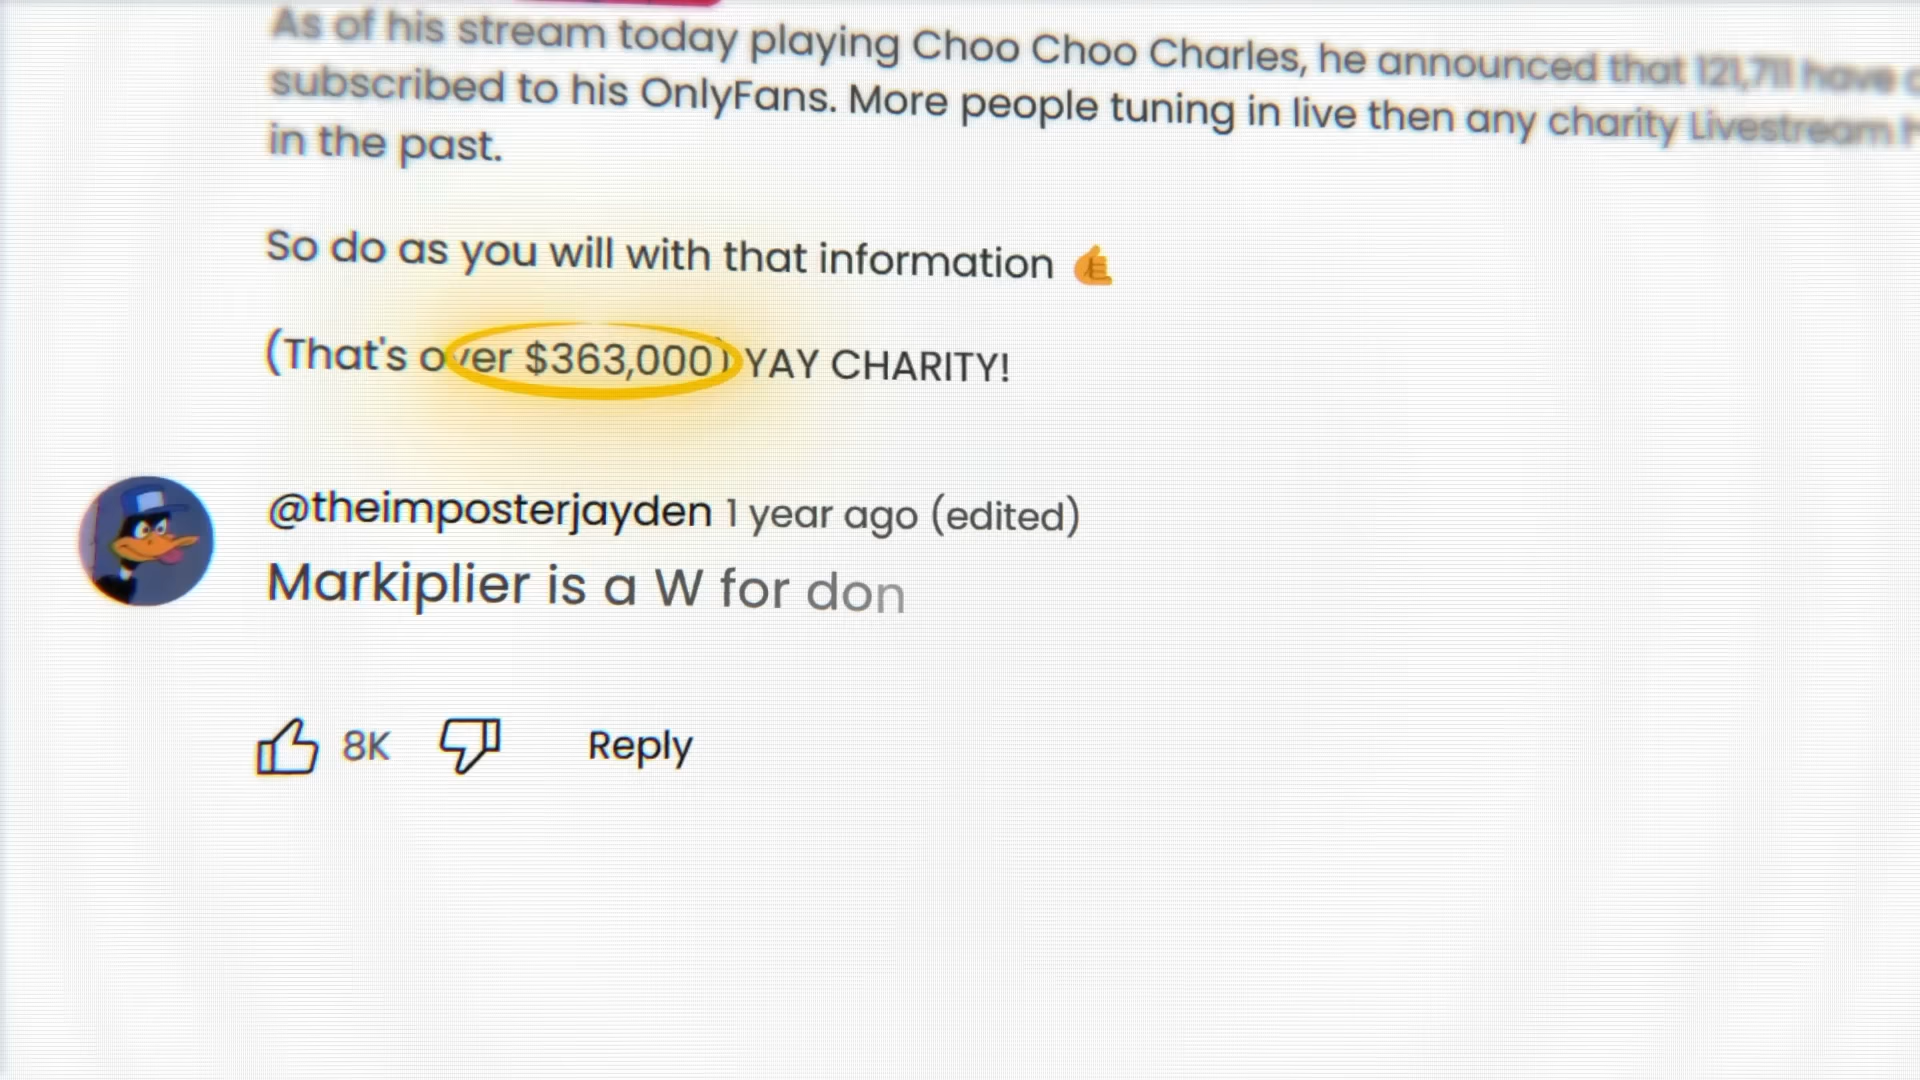 As of his stream today playing Choo Choo Charles, he announced that 121,711 have
subscribed to his OnlyFans. More people tuning in live then any charity Livestream
in the past.
So do as you will with that information 🤙
(That's over $363,000) YAY CHARITY!
@theimposterjayden 1 year ago (edited)
Markiplier is a W for don
8K Reply